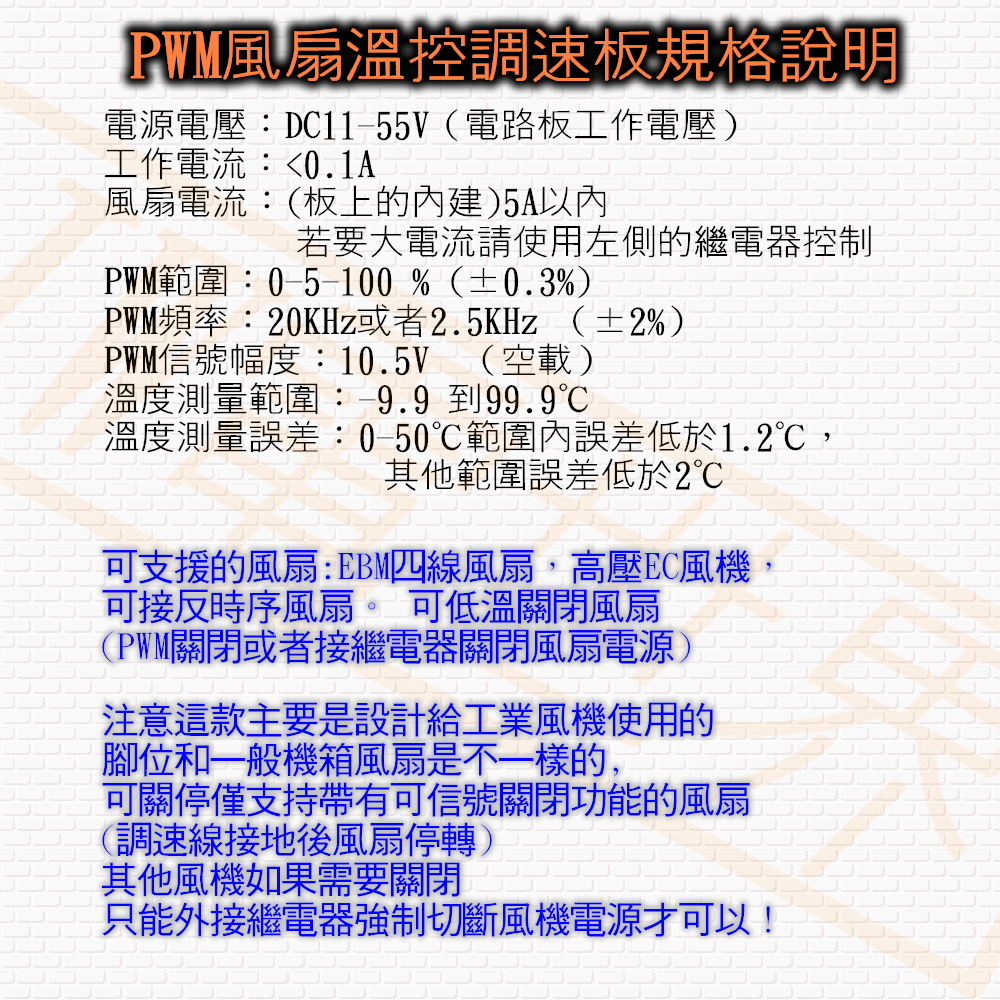 PWM風扇溫控調速板規格說明
電源電壓：DC11-55V（電路板工作電壓）
工作電流：<0.1A
風扇電流：(板上的內建)5A以內
若要大電流請使用左側的繼電器控制
PWM範圍：0-5-100 %（±0.3%）
PWM頻率：20KHz或者2.5KHz （±2%）
PWM信號幅度：10.5V （空載）
溫度測量範圍：-9.9 到99.9℃
溫度測量誤差：0-50℃範圍內誤差低於1.2℃，
其他範圍誤差低於2℃
可支援的風扇:EBM四線風扇，高壓EC風機，
可接反時序風扇。 可低溫關閉風扇
（PWM關閉或者接繼電器關閉風扇電源）
注意這款主要是設計給工業風機使用的
腳位和一般機箱風扇是不一樣的,
可關停僅支持帶有可信號關閉功能的風扇
（調速線接地後風扇停轉）
其他風機如果需要關閉
只能外接繼電器強制切斷風機電源才可以！